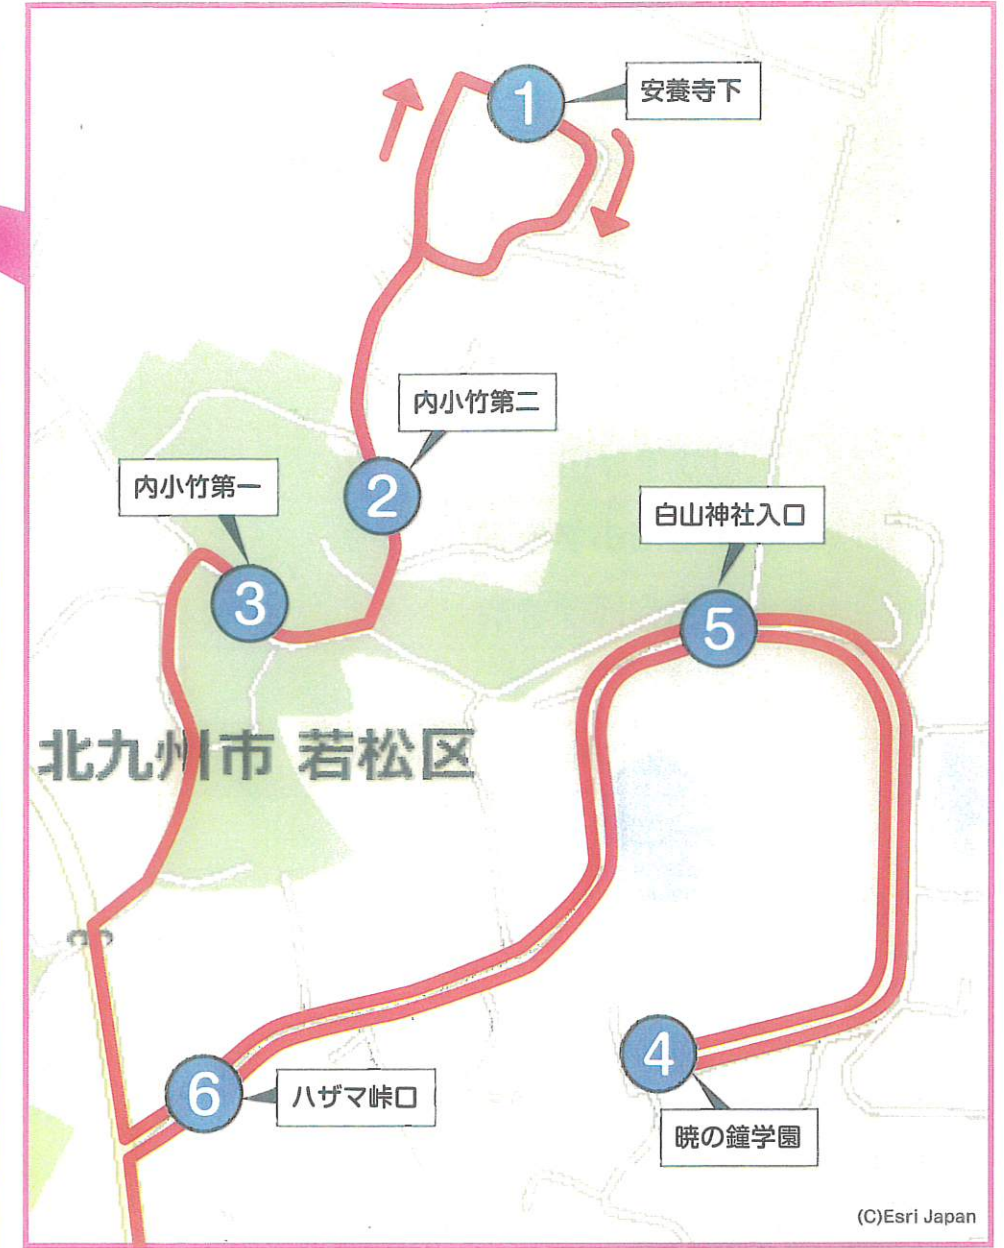 1
安養寺下
内小竹第二
2
内小竹第一
3
白山神社入口
5
北九州市 若松区
4
6
ハザマ峠口
暁の鐘学園
(C)Esri Japan